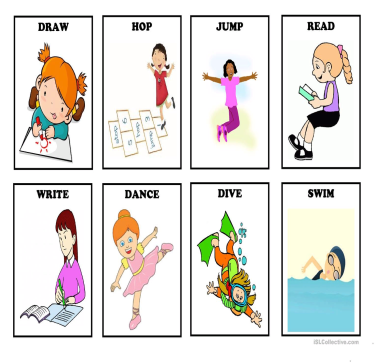 DRAW
HOP
JUMP
READ
WRITE
DANCE
DIVE
SWIM
iSLCollective.com